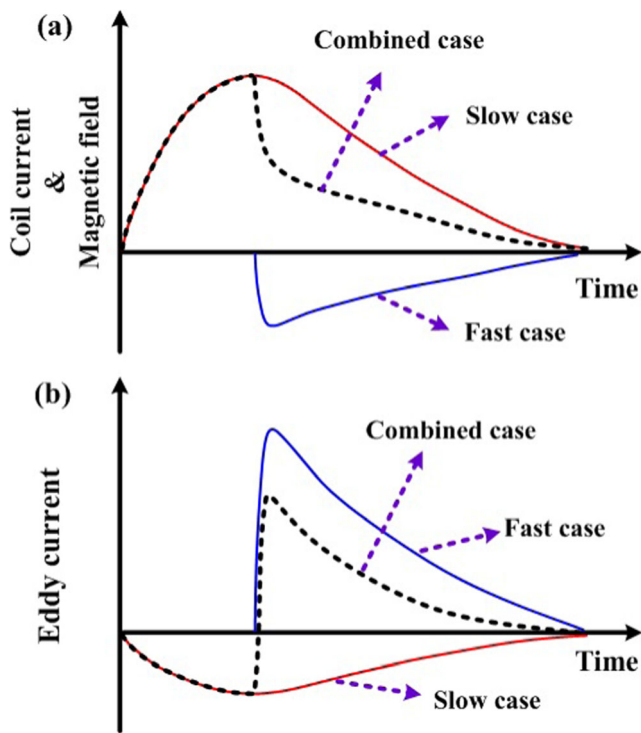 (a)
Combined case
Slow case
Coil current
&
Magnetic field
Time
Fast case
(b)
Combined case
Fast case
Eddy current
Time
Slow case